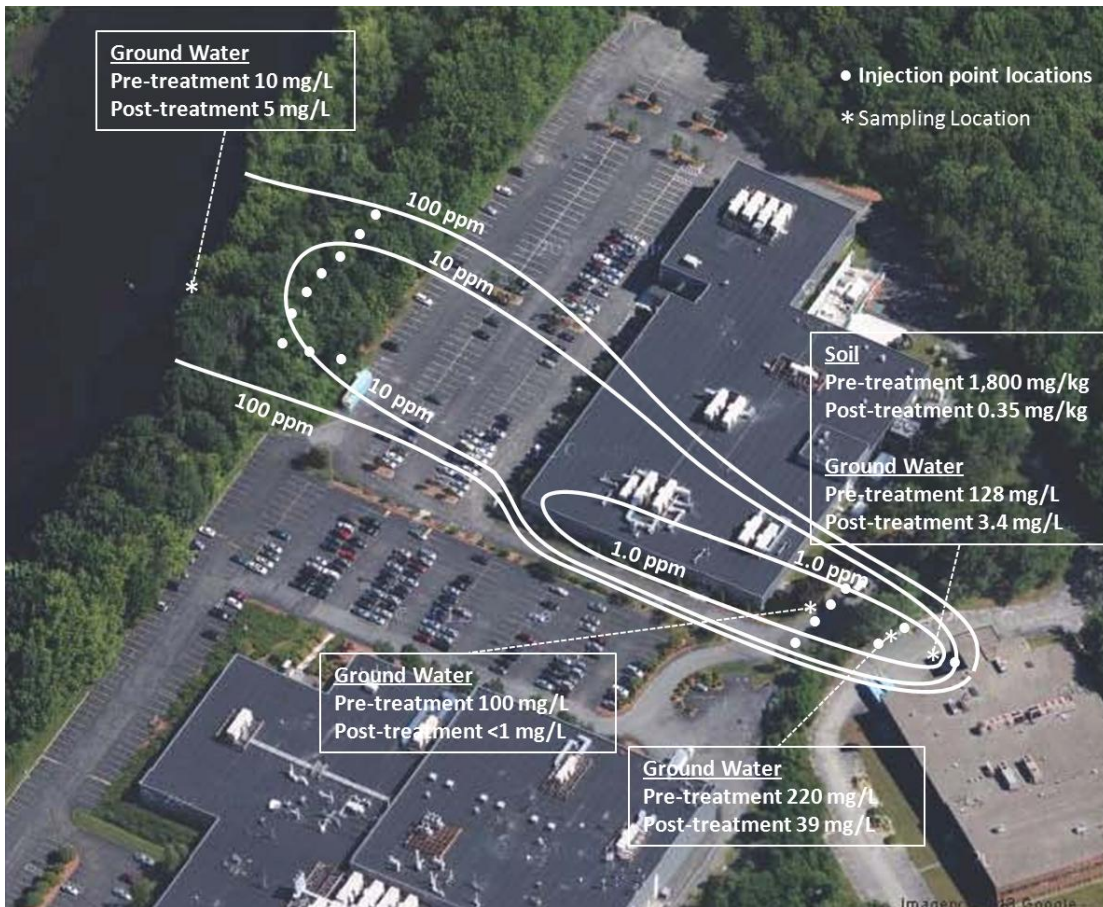 Ground Water
Pre-treatment 10 mg/L
Post-treatment 5 mg/L
● Injection point locations
* Sampling Location
100 ppm
10 ppm
10 ppm
100 ppm
Soil
Pre-treatment 1,800 mg/kg
Post-treatment 0.35 mg/kg
Ground Water
Pre-treatment 128 mg/L
Post-treatment 3.4 mg/L
1.0 ppm
1.0 ppm
Ground Water
Pre-treatment 100 mg/L
Post-treatment <1 mg/L
Ground Water
Pre-treatment 220 mg/L
Post-treatment 39 mg/L
Google